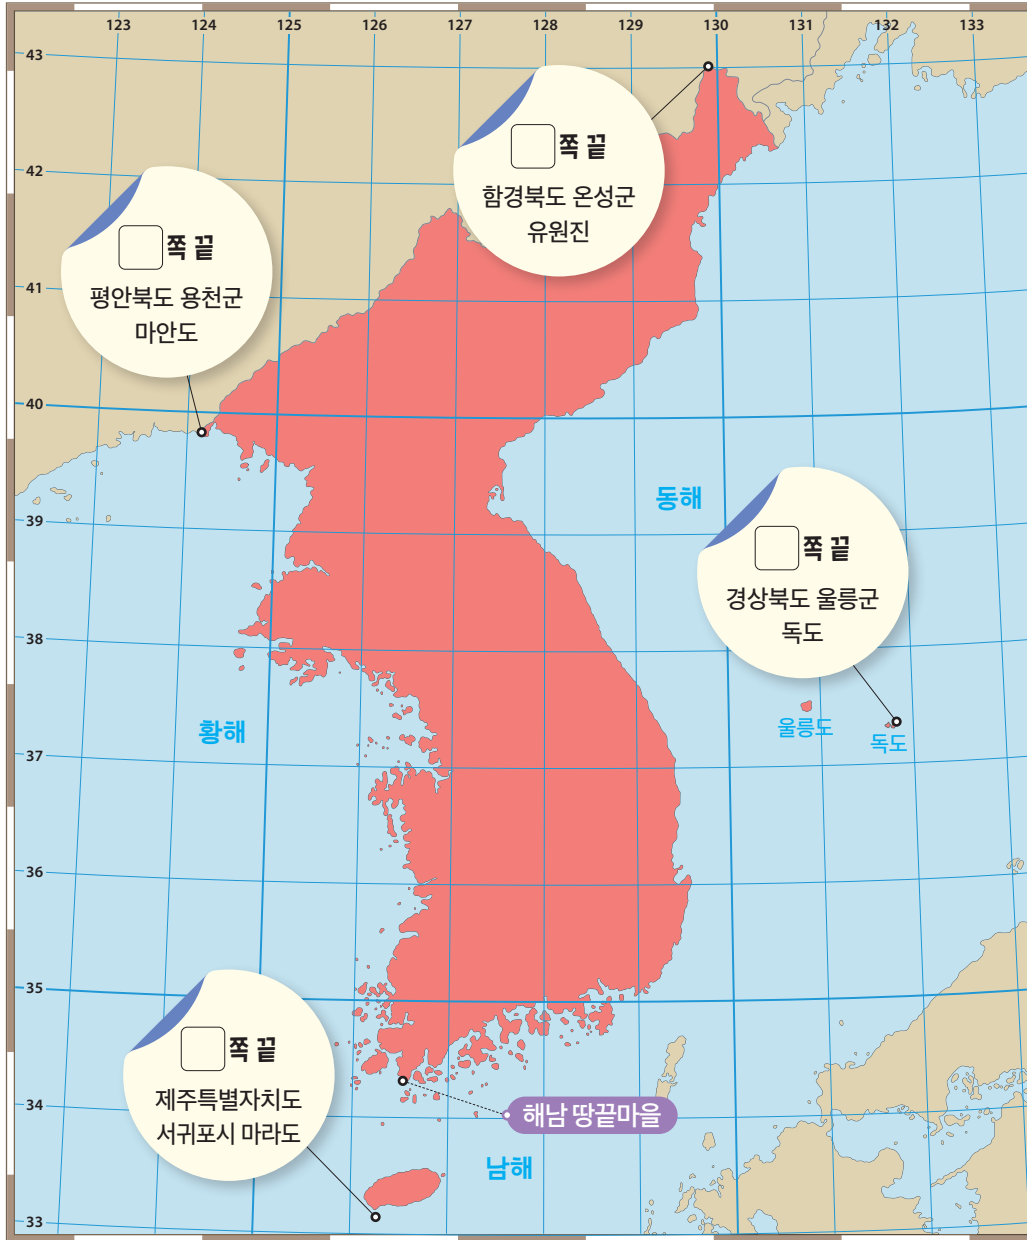 123 124 125 126 127 128 129 130 131 132 133
43
42
41
40
39
38
37
36
35
34
33
□쪽 끝
함경북도 온성군
유원진
□쪽 끝
평안북도 용천군
마안도
동해
□쪽 끝
경상북도 울릉군
독도
황해
울릉도
독도
□쪽 끝
제주특별자치도
서귀포시 마라도
해남 땅끝마을
남해